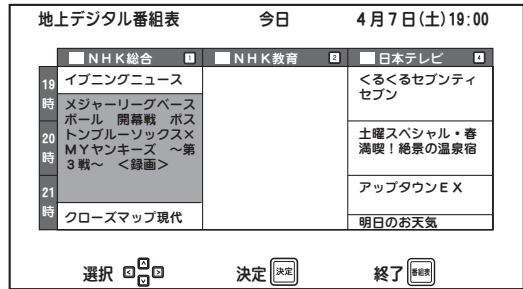 地上デジタル番組表 今日 4月7日(土)19:00
NHK総合 1 NHK教育 2 日本テレビ 4
19時
イブニングニュース
メジャーリーグベース
ボール 開幕戦 ボス
トンブルーソックス×
MYヤンキーズ ～第
3戦～ <録画>
20時
21時
クローズマップ現代
くるくるセブンティ
セブン
土曜スペシャル・春
満喫！絶景の温泉宿
アップタウンEX
明日のお天気
選択 決定 決定 終了 番組表